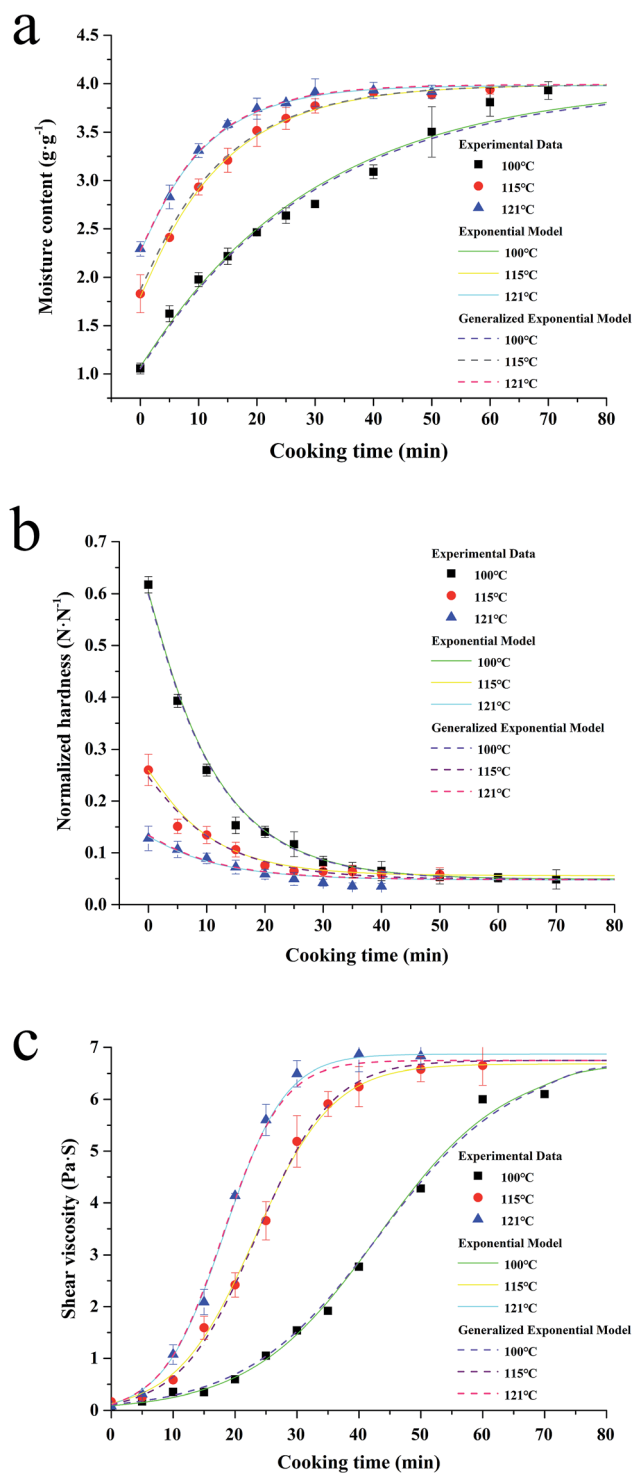 a
4.5
4.0
3.5
3.0
2.5
2.0
1.5
1.0
Moisture content (g·g⁻¹)
Experimental Data
100℃
115℃
121℃
Exponential Model
100℃
115℃
121℃
Generalized Exponential Model
100℃
115℃
121℃
0 10 20 30 40 50 60 70 80
Cooking time (min)
b
0.7
0.6
0.5
0.4
0.3
0.2
0.1
0.0
Normalized hardness (N·N⁻¹)
Experimental Data
100℃
115℃
121℃
Exponential Model
100℃
115℃
121℃
Generalized Exponential Model
100℃
115℃
121℃
0 10 20 30 40 50 60 70 80
Cooking time (min)
c
7
6
5
4
3
2
1
0
Shear viscosity (Pa·S)
Experimental Data
100℃
115℃
121℃
Exponential Model
100℃
115℃
121℃
Generalized Exponential Model
100℃
115℃
121℃
0 10 20 30 40 50 60 70 80
Cooking time (min)